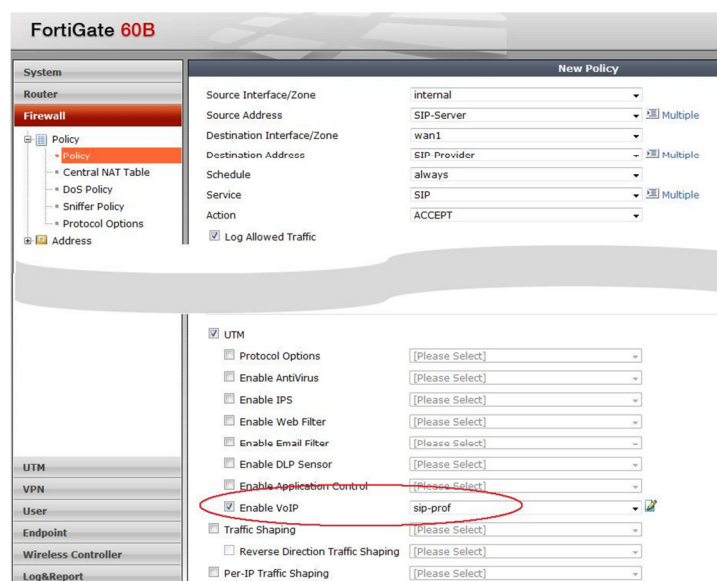 FortiGate 60B
System
Router
Firewall
Policy
Policy
Central NAT Table
DoS Policy
Sniffer Policy
Protocol Options
Address
New Policy
Source Interface/Zone internal
Source Address SIP-Server Multiple
Destination Interface/Zone wan1
Destination Address SIP-Provider Multiple
Schedule always
Service SIP Multiple
Action ACCEPT
Log Allowed Traffic
UTM
Protocol Options [Please Select]
Enable AntiVirus [Please Select]
Enable IPS [Please Select]
Enable Web Filter [Please Select]
Enable Email Filter [Please Select]
Enable DLP Sensor [Please Select]
Enable Application Control [Please Select]
Enable VoIP sip-prof
Traffic Shaping [Please Select]
Reverse Direction Traffic Shaping [Please Select]
Per-IP Traffic Shaping [Please Select]
UTM
VPN
User
Endpoint
Wireless Controller
Log&Report